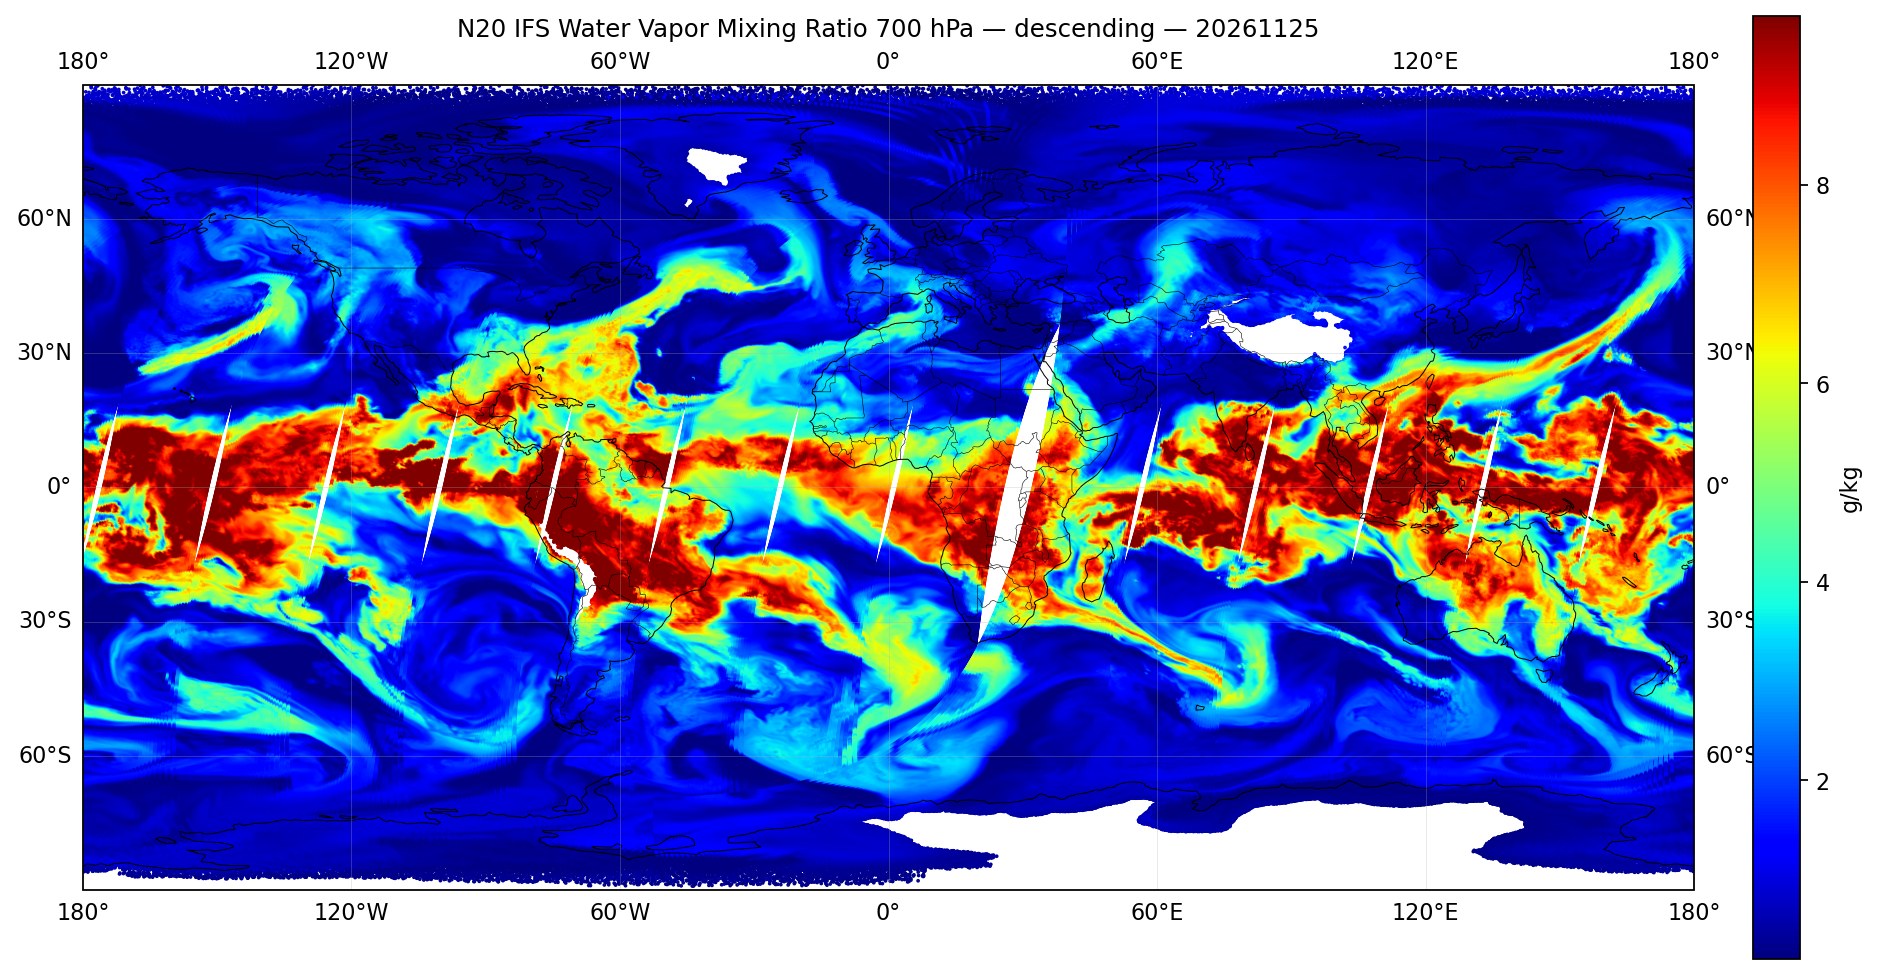 N20 IFS Water Vapor Mixing Ratio 700 hPa — descending — 20261125
180° 120°W 60°W 0° 60°E 120°E 180°
60°N 60°N
30°N 30°N
0° 0°
30°S 30°S
60°S 60°S
180° 120°W 60°W 0° 60°E 120°E 180°
8
6
4
2
g/kg